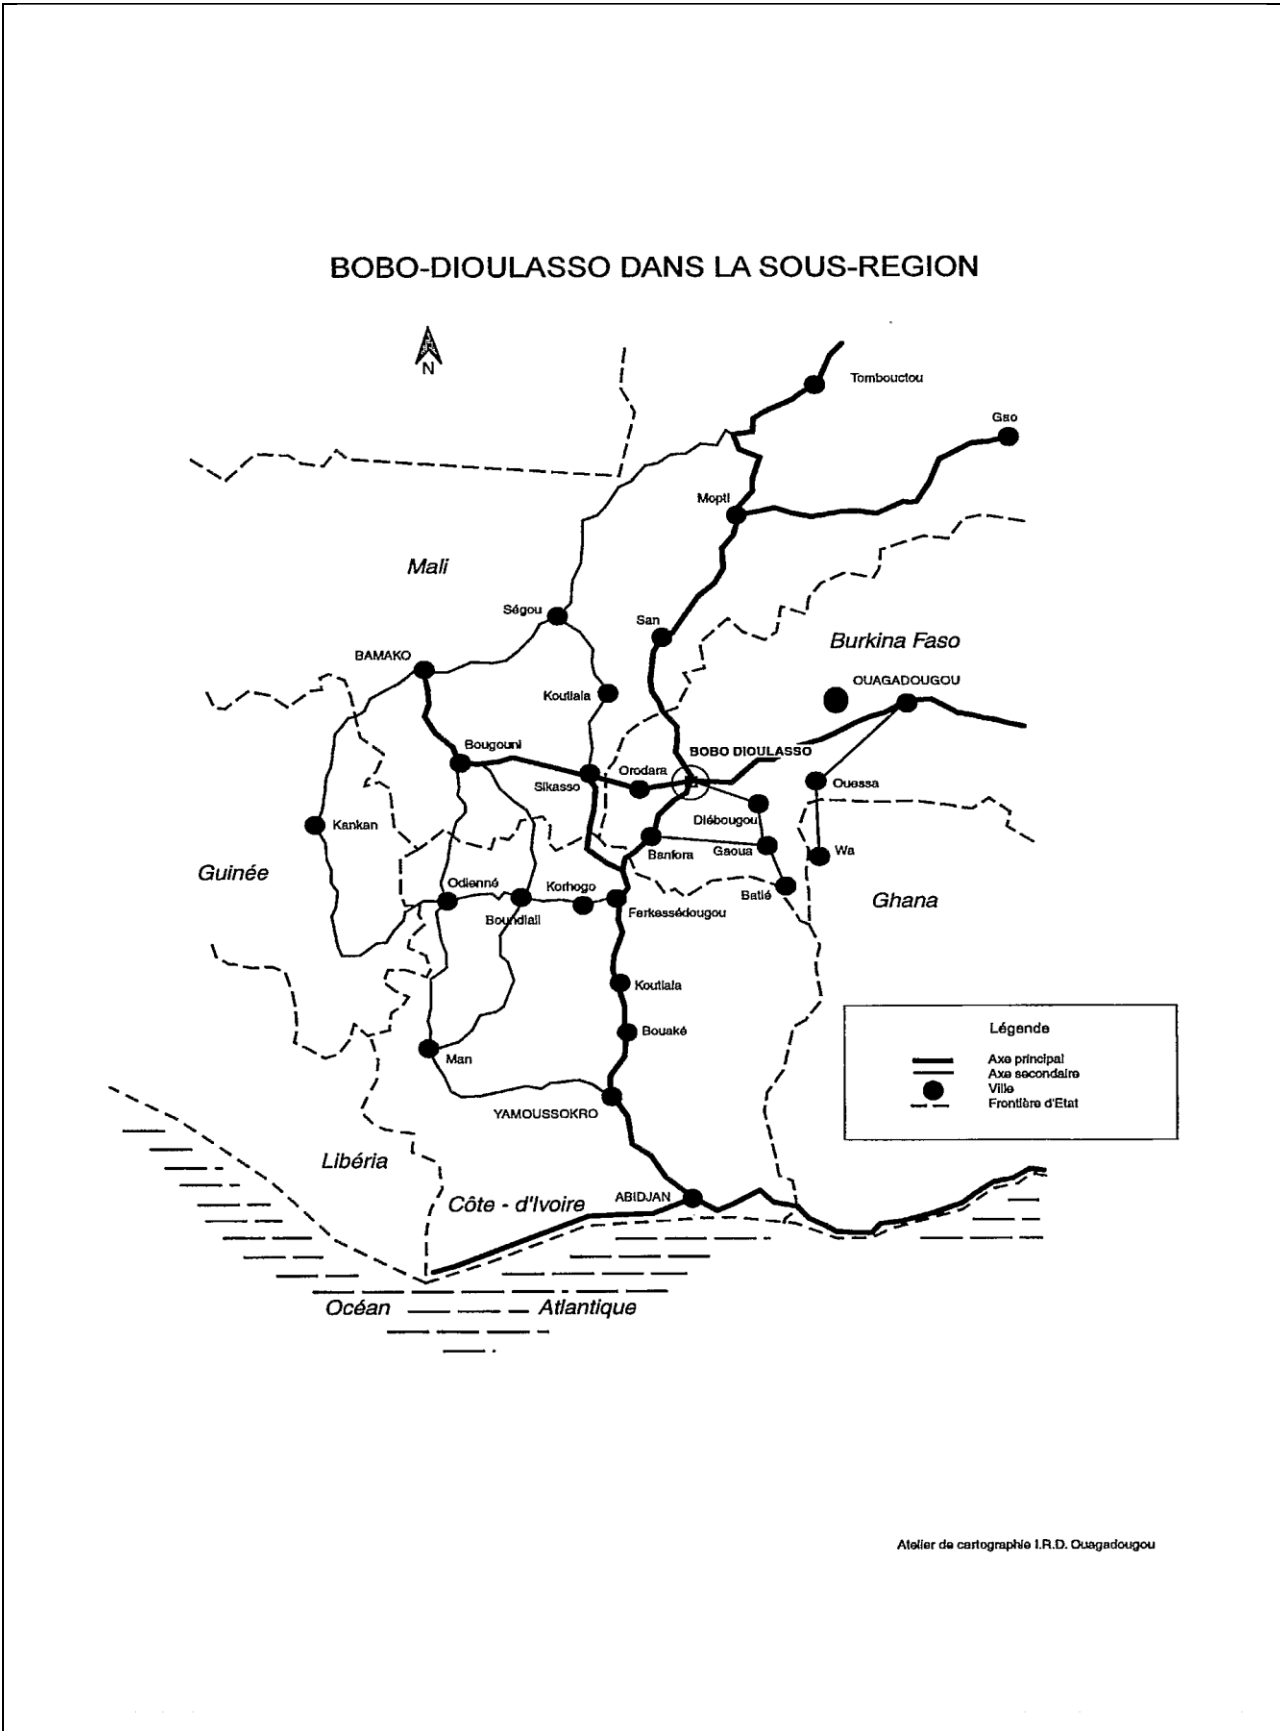 BOBO-DIOULASSO DANS LA SOUS-REGION
N
Tombouctou
Gao
Mopti
Mali
Ségou
San
Burkina Faso
BAMAKO
OUAGADOUGOU
Koutiala
Bougouni
BOBO DIOULASSO
Orodara
Sikasso
Ouessa
Diébougou
Kankan
Banfora
Gaoua
Wa
Guinée
Odienné
Korhogo
Batié
Ghana
Boundiali
Ferkessédougou
Koutiala
Bouaké
Man
YAMOUSSOKRO
Libéria
Côte - d'Ivoire
ABIDJAN
Océan Atlantique
Légende
Axe principal
Axe secondaire
Ville
Frontière d'Etat
Atelier de cartographie I.R.D. Ouagadougou